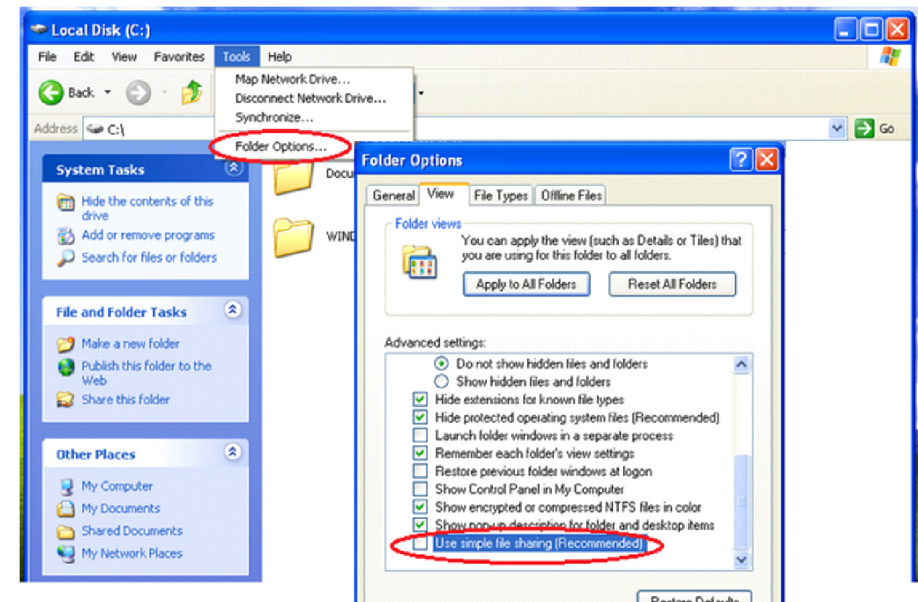 Local Disk (C:)
File Edit View Favorites Tools Help
Back
Map Network Drive...
Disconnect Network Drive...
Synchronize...
Folder Options...
Address C:\ Go
System Tasks
Hide the contents of this
drive
Add or remove programs
Search for files or folders
File and Folder Tasks
Make a new folder
Publish this folder to the
Web
Share this folder
Other Places
My Computer
My Documents
Shared Documents
My Network Places
Docu
WIND
Folder Options
General View File Types Offline Files
Folder views
You can apply the view (such as Details or Tiles) that
you are using for this folder to all folders.
Apply to All Folders Reset All Folders
Advanced settings:
Do not show hidden files and folders
Show hidden files and folders
Hide extensions for known file types
Hide protected operating system files (Recommended)
Launch folder windows in a separate process
Remember each folder's view settings
Restore previous folder windows at logon
Show Control Panel in My Computer
Show encrypted or compressed NTFS files in color
Show pop-up description for folder and desktop items
Use simple file sharing (Recommended)
Restore Defaults